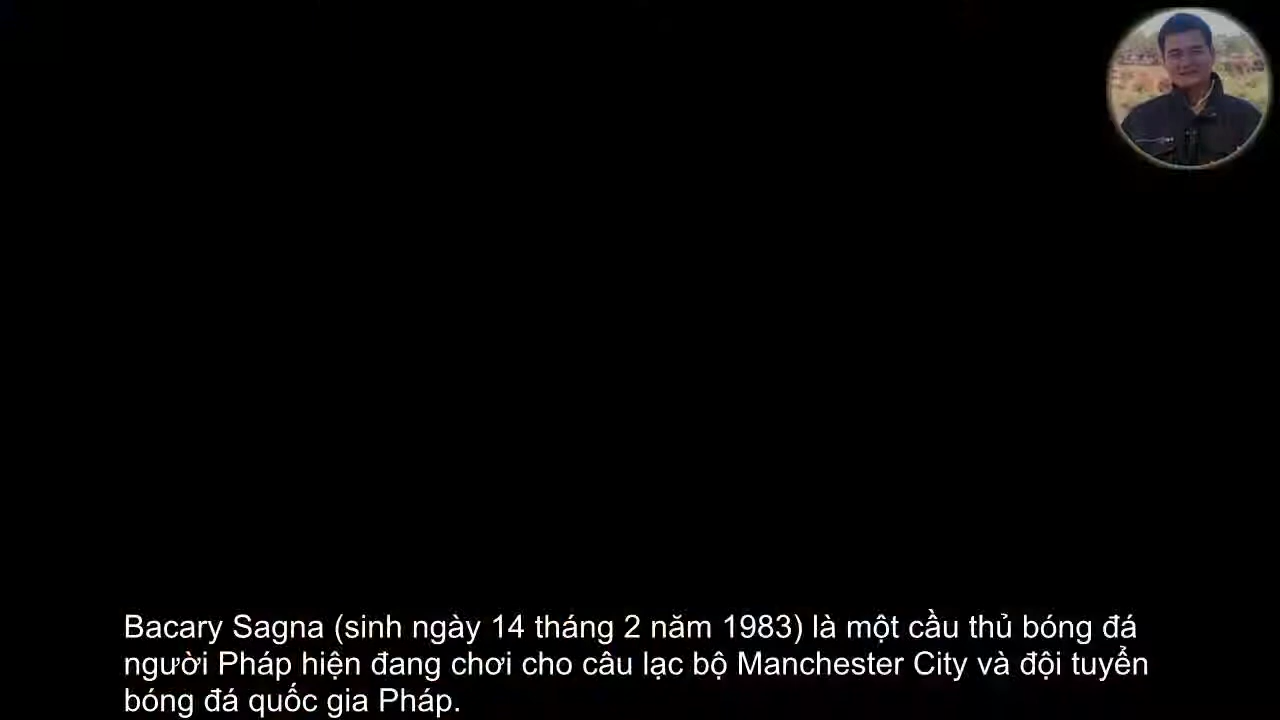 Bacary Sagna (sinh ngày 14 tháng 2 năm 1983) là một cầu thủ bóng đá
người Pháp hiện đang chơi cho câu lạc bộ Manchester City và đội tuyển
bóng đá quốc gia Pháp.